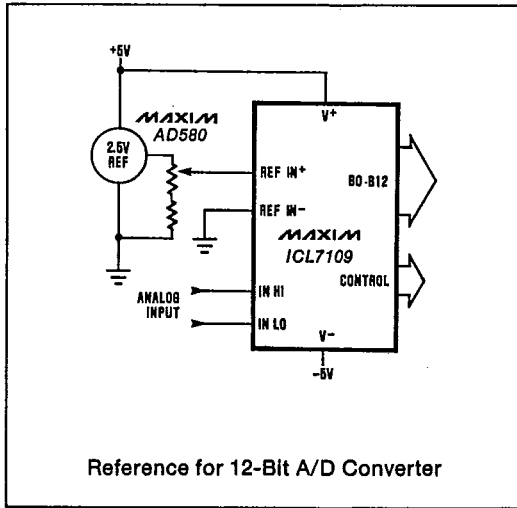 +5V
MAXIM
AD580
2.5V
REF
V+
REF IN+
REF IN-
B0-B12
MAXIM
ICL7109
CONTROL
ANALOG
INPUT
IN HI
IN LO
V-
-5V
Reference for 12-Bit A/D Converter